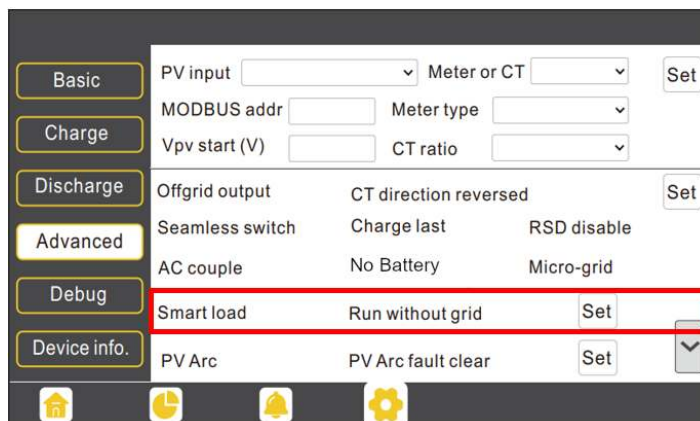 Basic
Charge
Discharge
Advanced
Debug
Device info.
PV input Meter or CT Set
MODBUS addr Meter type
Vpv start (V) CT ratio
Offgrid output CT direction reversed Set
Seamless switch Charge last RSD disable
AC couple No Battery Micro-grid
Smart load Run without grid Set
PV Arc PV Arc fault clear Set